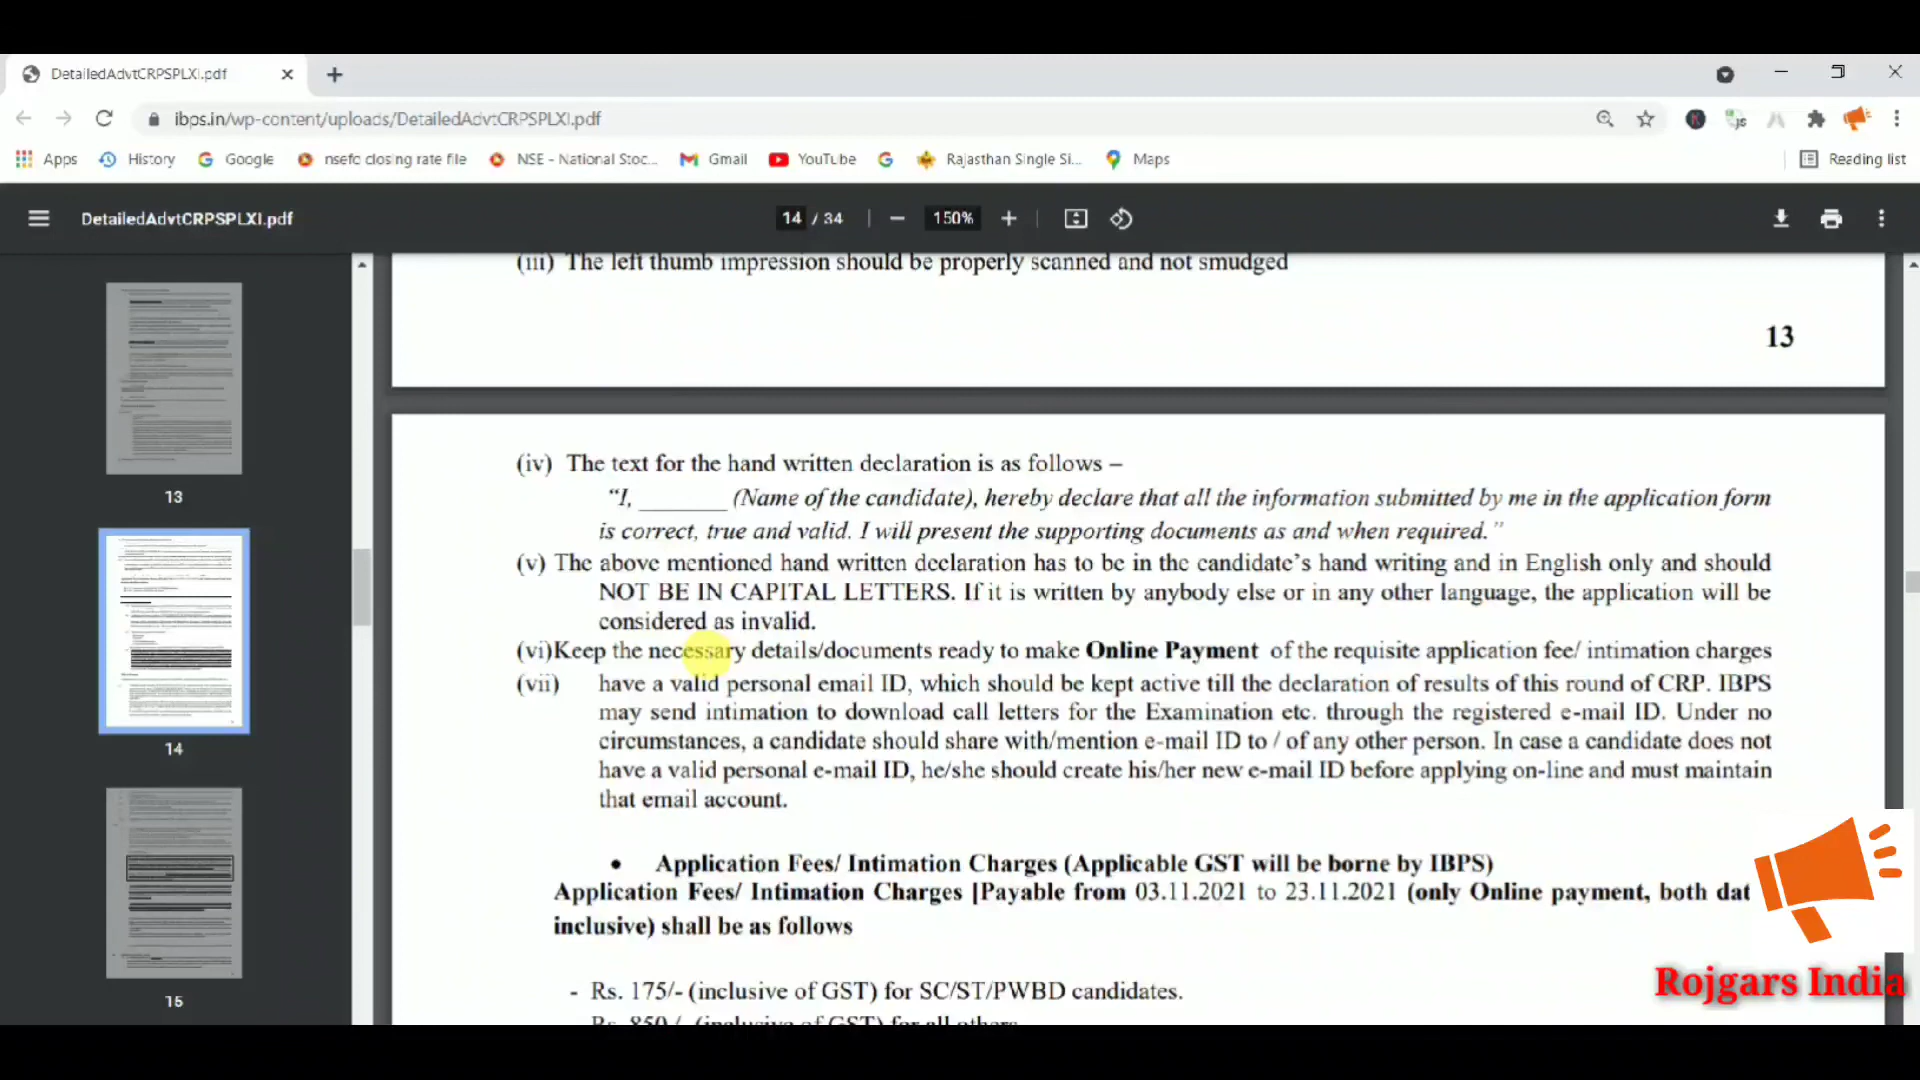 DetailedAdvtCRPSPLXI.pdf
ibps.in/wp-content/uploads/DetailedAdvtCRPSPLXI.pdf
Apps History Google nsefo closing rate file NSE - National Stoc... Gmail YouTube Rajasthan Single Si... Maps Reading list
DetailedAdvtCRPSPLXI.pdf 14 / 34 150%
(iii) The left thumb impression should be properly scanned and not smudged
13
(iv) The text for the hand written declaration is as follows –
“I, _______ (Name of the candidate), hereby declare that all the information submitted by me in the application form
is correct, true and valid. I will present the supporting documents as and when required.”
(v) The above mentioned hand written declaration has to be in the candidate’s hand writing and in English only and should
NOT BE IN CAPITAL LETTERS. If it is written by anybody else or in any other language, the application will be
considered as invalid.
(vi)Keep the necessary details/documents ready to make Online Payment of the requisite application fee/ intimation charges
(vii) have a valid personal email ID, which should be kept active till the declaration of results of this round of CRP. IBPS
may send intimation to download call letters for the Examination etc. through the registered e-mail ID. Under no
circumstances, a candidate should share with/mention e-mail ID to / of any other person. In case a candidate does not
have a valid personal e-mail ID, he/she should create his/her new e-mail ID before applying on-line and must maintain
that email account.
• Application Fees/ Intimation Charges (Applicable GST will be borne by IBPS)
Application Fees/ Intimation Charges [Payable from 03.11.2021 to 23.11.2021 (only Online payment, both dat
inclusive) shall be as follows
- Rs. 175/- (inclusive of GST) for SC/ST/PWBD candidates.
Rs. 850/- (inclusive of GST) for all others
13
14
15
Rojgars India